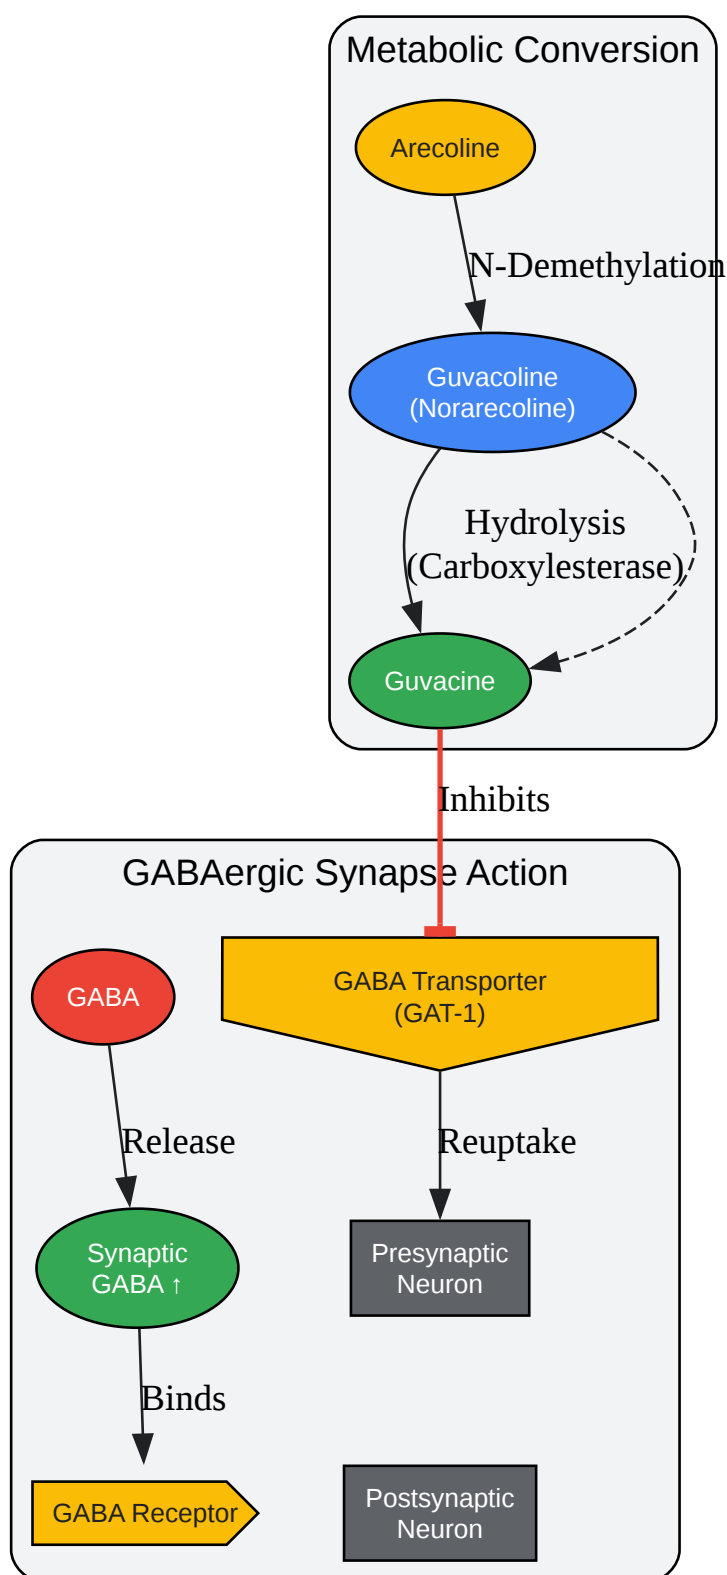 Metabolic Conversion
Arecoline
N-Demethylation
Guvacoline
(Norarecoline)
Hydrolysis
(Carboxylesterase)
Guvacine
Inhibits
GABAergic Synapse Action
GABA
GABA Transporter
(GAT-1)
Release
Reuptake
Synaptic
GABA ↑
Presynaptic
Neuron
Binds
GABA Receptor
Postsynaptic
Neuron